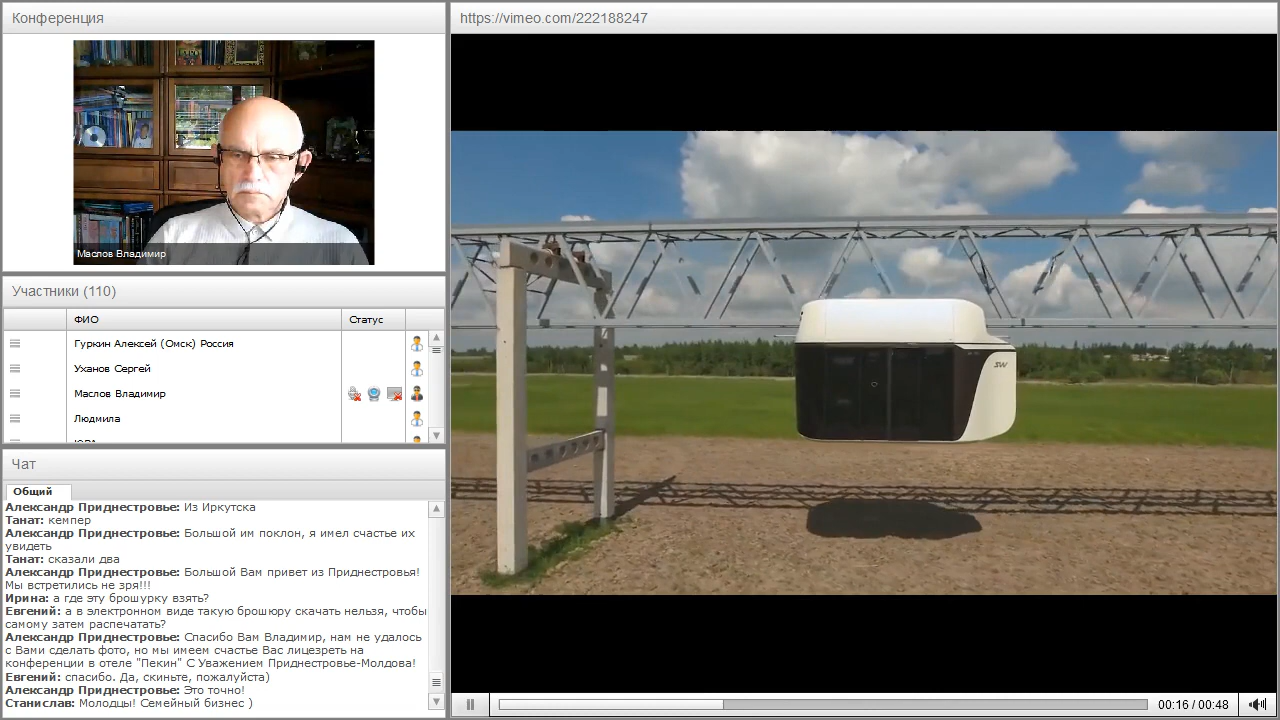 Конференция
Маслов Владимир
Участники (110)
ФИО Статус
Гуркин Алексей (Омск) Россия
Уханов Сергей
Маслов Владимир
Людмила
Чат
Общий
Александр Приднестровье: Из Иркутска
Танат: кемпер
Александр Приднестровье: Большой им поклон, я имел счастье их
увидеть
Танат: сказали два
Александр Приднестровье: Большой Вам привет из Приднестровья!
Мы встретились не зря!!!
Ирина: а где эту брошурку взять?
Евгений: а в электронном виде такую брошюру скачать нельзя, чтобы
самому затем распечатать?
Александр Приднестровье: Спасибо Вам Владимир, нам не удалось
с Вами сделать фото, но мы имеем счастье Вас лицезреть на
конференции в отеле "Пекин" С Уважением Приднестровье-Молдова!
Евгений: спасибо. Да, скиньте, пожалуйста)
Александр Приднестровье: Это точно!
Станислав: Молодцы! Семейный бизнес )
https://vimeo.com/222188247
SW
00:16 / 00:48